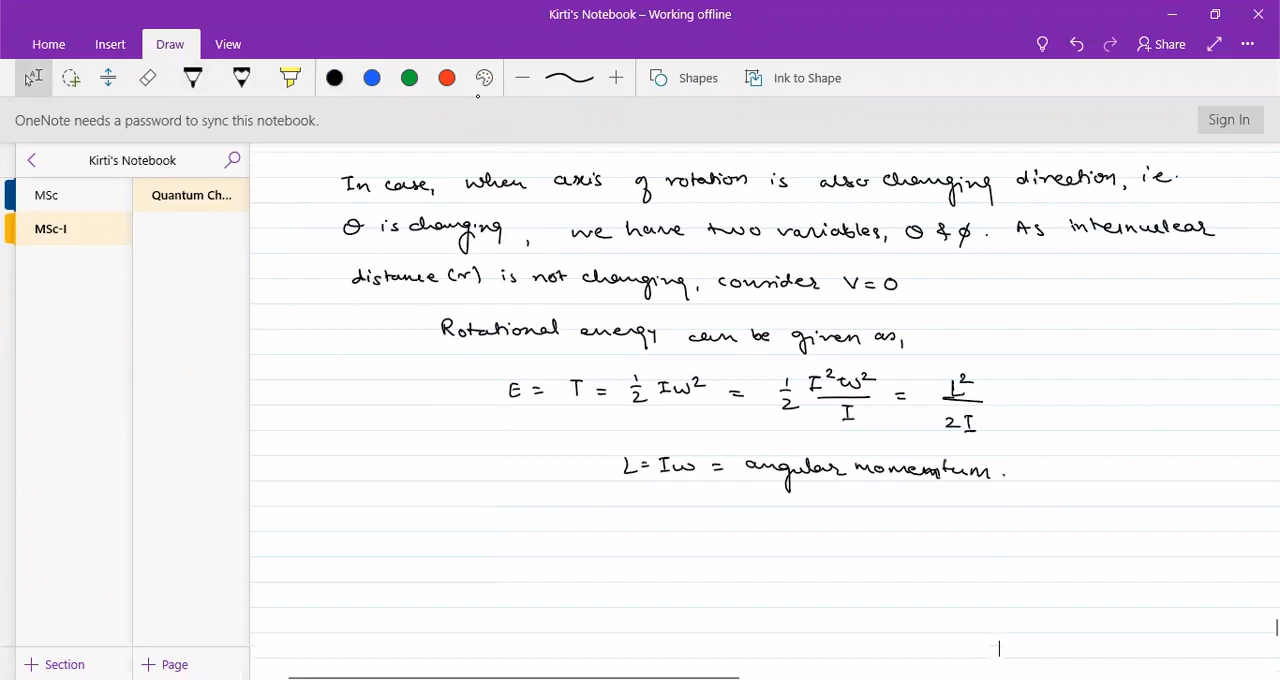 Kirti's Notebook – Working offline
Home Insert Draw View
Share
Shapes Ink to Shape
OneNote needs a password to sync this notebook.
Sign In
Kirti's Notebook
MSc
MSc-I
Quantum Ch...
In case, when axis of rotation is also changing direction, i.e.
θ is changing, we have two variables, θ & φ. As internuclear
distance (r) is not changing, consider V = 0
Rotational energy can be given as,
E = T = 1/2 Iω² = 1/2 I²ω²/I = L²/2I
L = Iω = angular momentum.
+ Section
+ Page